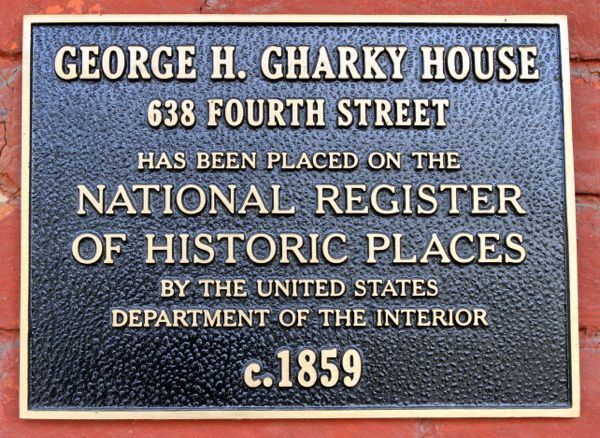 GEORGE H. GHARKY HOUSE
638 FOURTH STREET
HAS BEEN PLACED ON THE
NATIONAL REGISTER
OF HISTORIC PLACES
BY THE UNITED STATES
DEPARTMENT OF THE INTERIOR
c.1859